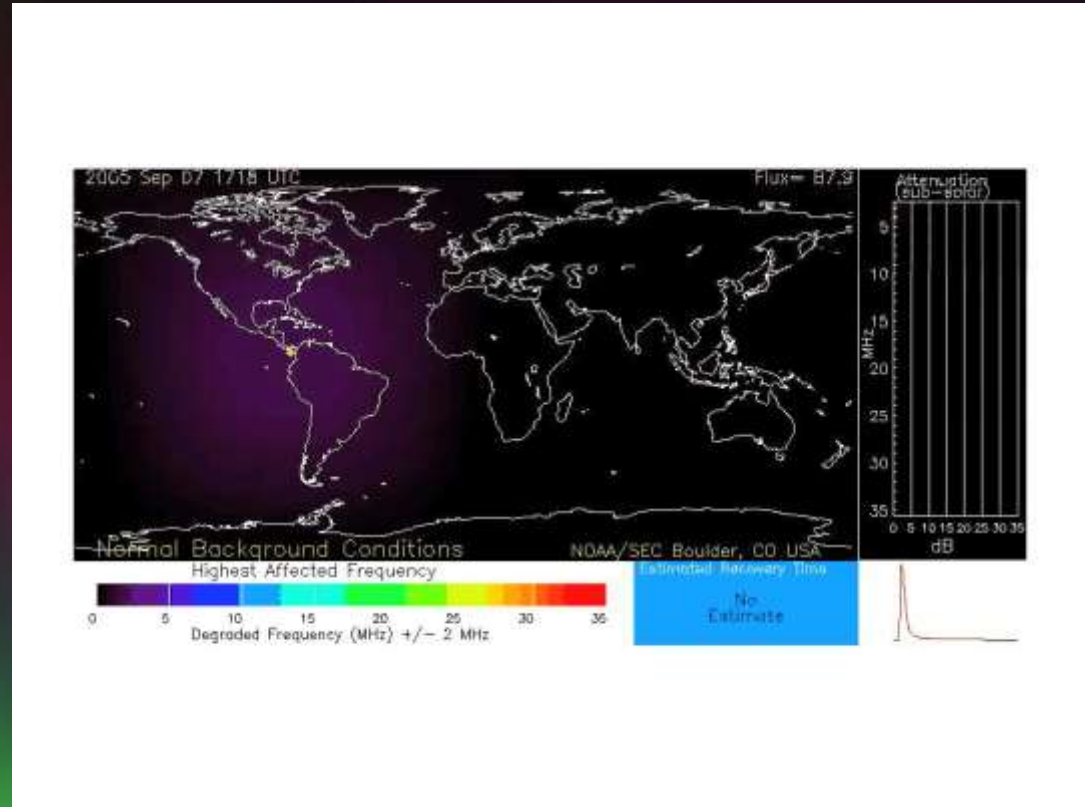 2005 Sep 07 1718 UTC
Flux= B7.9
Normal Background Conditions
NOAA/SEC Boulder, CO USA
Attenuation
(sub-solar)
5
10
15
MHz
20
25
30
35
0 5 10 15 20 25 30 35
dB
Highest Affected Frequency
0 5 10 15 20 25 30 35
Degraded Frequency (MHz) +/- 2 MHz
Estimated Recovery Time
No
Estimate